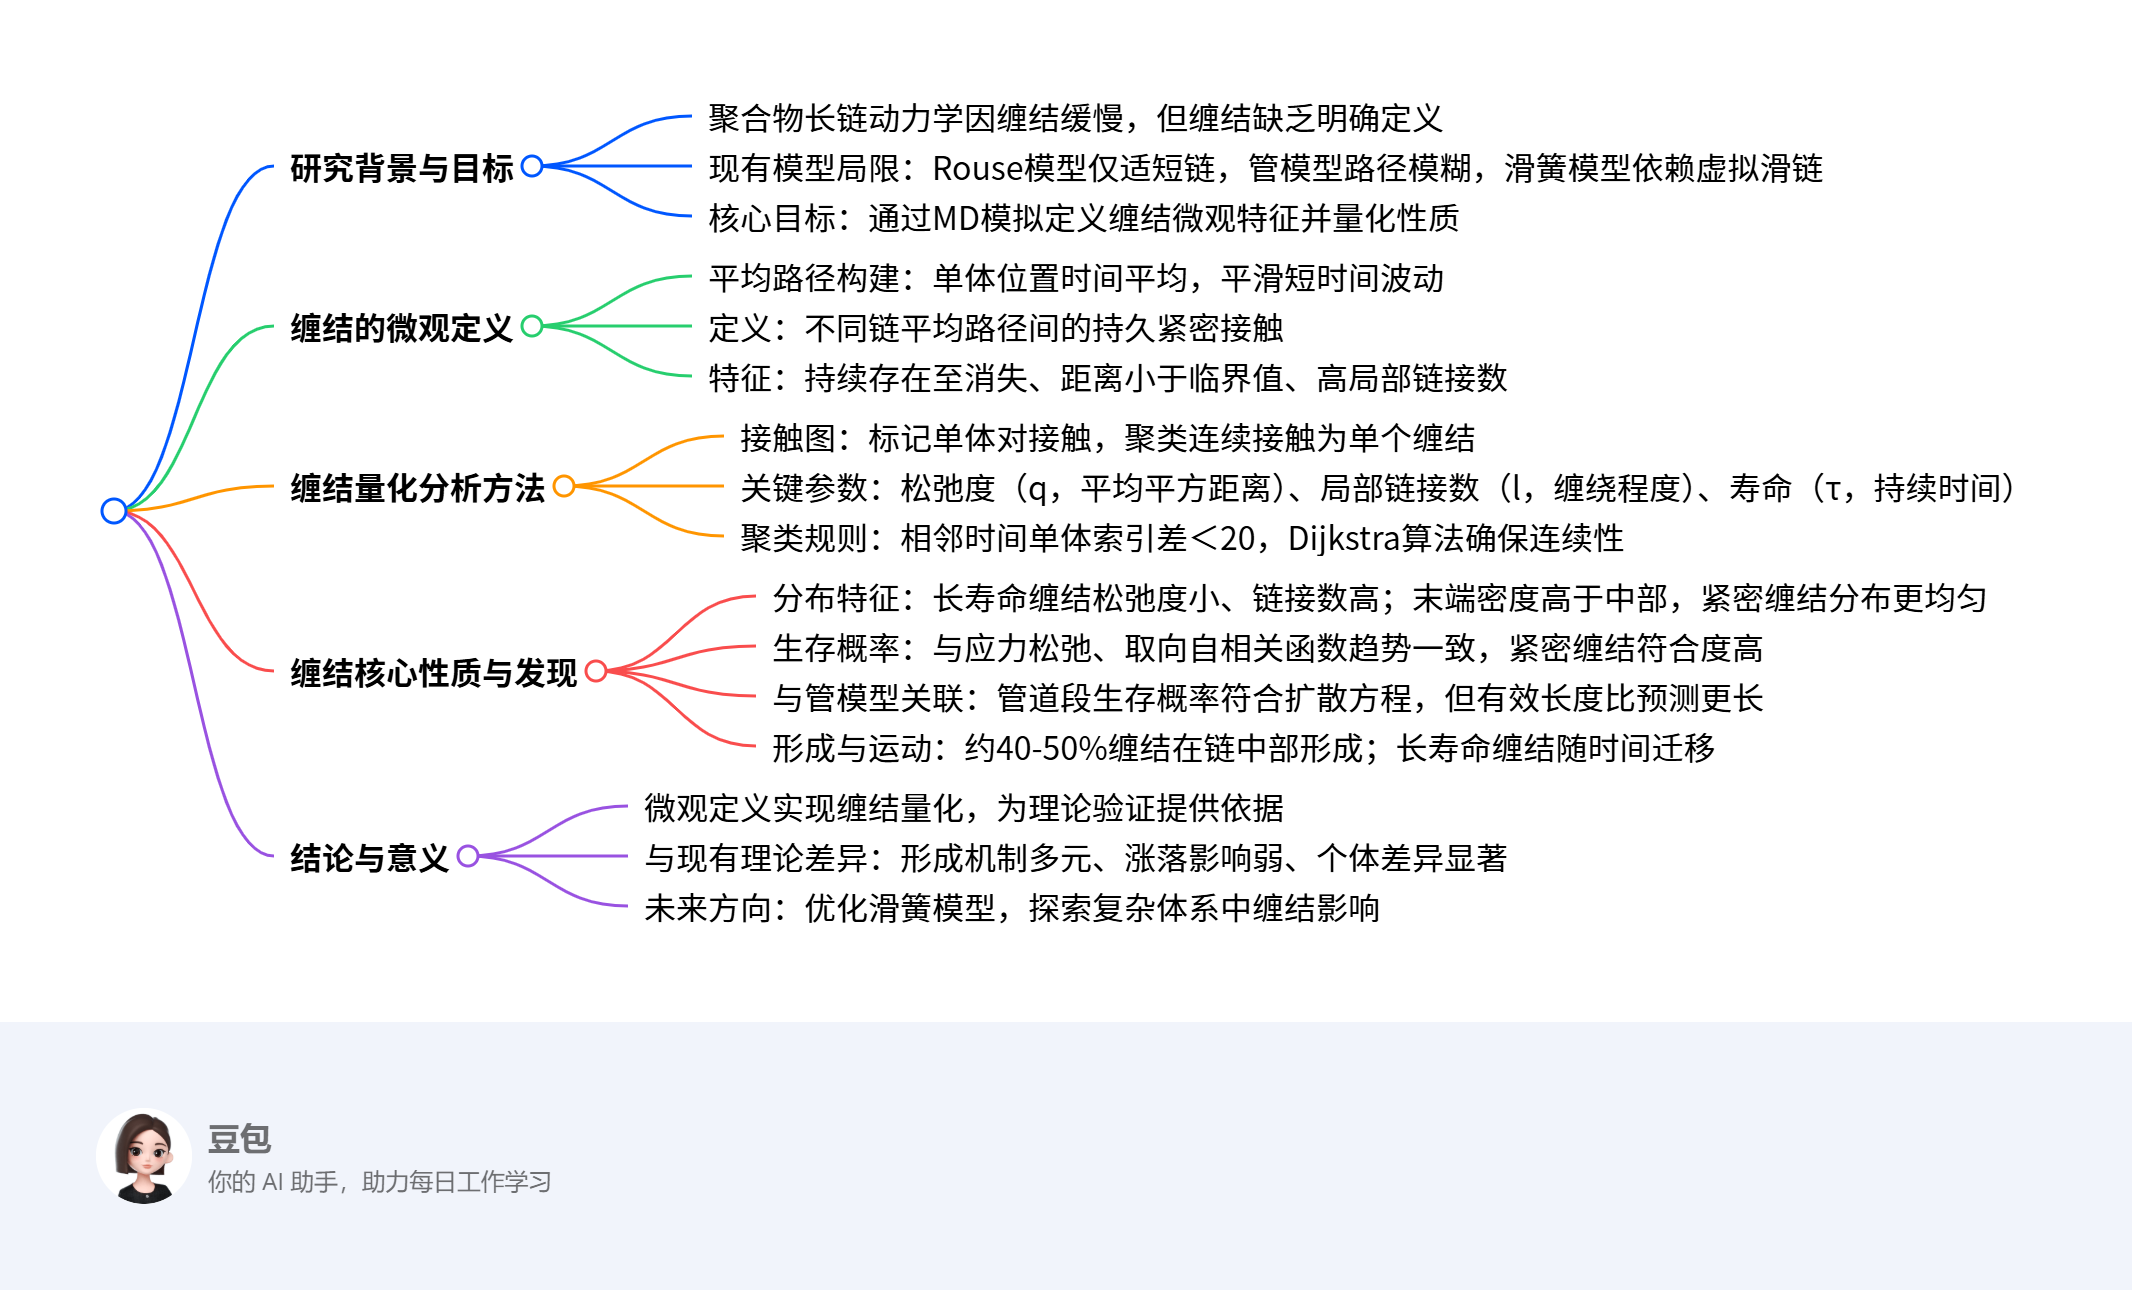 研究背景与目标
聚合物长链动力学因缠结缓慢，但缠结缺乏明确定义
现有模型局限：Rouse模型仅适短链，管模型路径模糊，滑簧模型依赖虚拟滑链
核心目标：通过MD模拟定义缠结微观特征并量化性质
缠结的微观定义
平均路径构建：单体位置时间平均，平滑短时间波动
定义：不同链平均路径间的持久紧密接触
特征：持续存在至消失、距离小于临界值、高局部链接数
缠结量化分析方法
接触图：标记单体对接触，聚类连续接触为单个缠结
关键参数：松弛度（q，平均平方距离）、局部链接数（l，缠绕程度）、寿命（τ，持续时间）
聚类规则：相邻时间单体索引差＜20，Dijkstra算法确保连续性
缠结核心性质与发现
分布特征：长寿命缠结松弛度小、链接数高；末端密度高于中部，紧密缠结分布更均匀
生存概率：与应力松弛、取向自相关函数趋势一致，紧密缠结符合度高
与管模型关联：管道段生存概率符合扩散方程，但有效长度比预测更长
形成与运动：约40-50%缠结在链中部形成；长寿命缠结随时间迁移
结论与意义
微观定义实现缠结量化，为理论验证提供依据
与现有理论差异：形成机制多元、涨落影响弱、个体差异显著
未来方向：优化滑簧模型，探索复杂体系中缠结影响
豆包
你的 AI 助手，助力每日工作学习